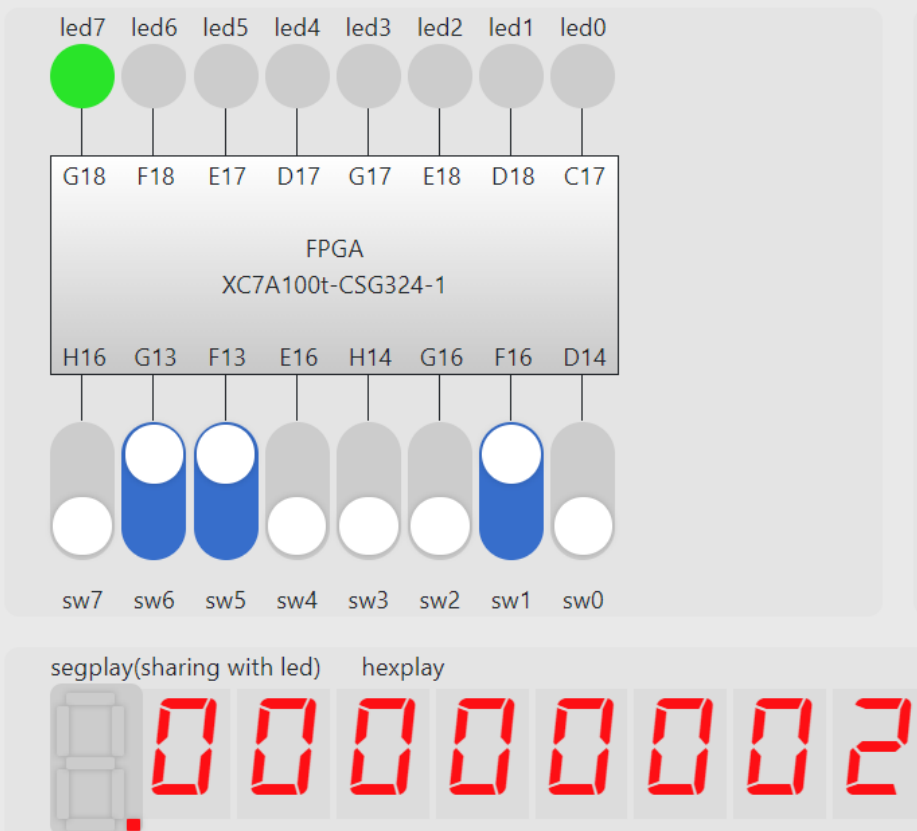 led7 led6 led5 led4 led3 led2 led1 led0
G18 F18 E17 D17 G17 E18 D18 C17
FPGA
XC7A100t-CSG324-1
H16 G13 F13 E16 H14 G16 F16 D14
sw7 sw6 sw5 sw4 sw3 sw2 sw1 sw0
segplay(sharing with led) hexplay
00000002